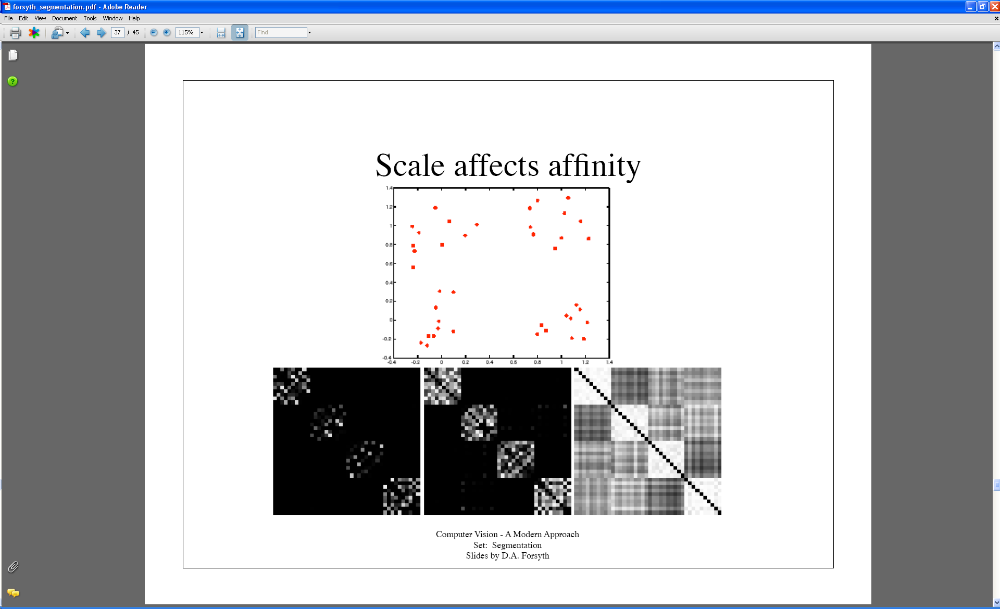 forsyth_segmentation.pdf - Adobe Reader
File Edit View Document Tools Window Help
37 / 45 115% Find
Scale affects affinity
1.4
1.2
1
0.8
0.6
0.4
0.2
0
-0.2
-0.4
-0.4 -0.2 0 0.2 0.4 0.6 0.8 1 1.2 1.4
Computer Vision - A Modern Approach
Set: Segmentation
Slides by D.A. Forsyth